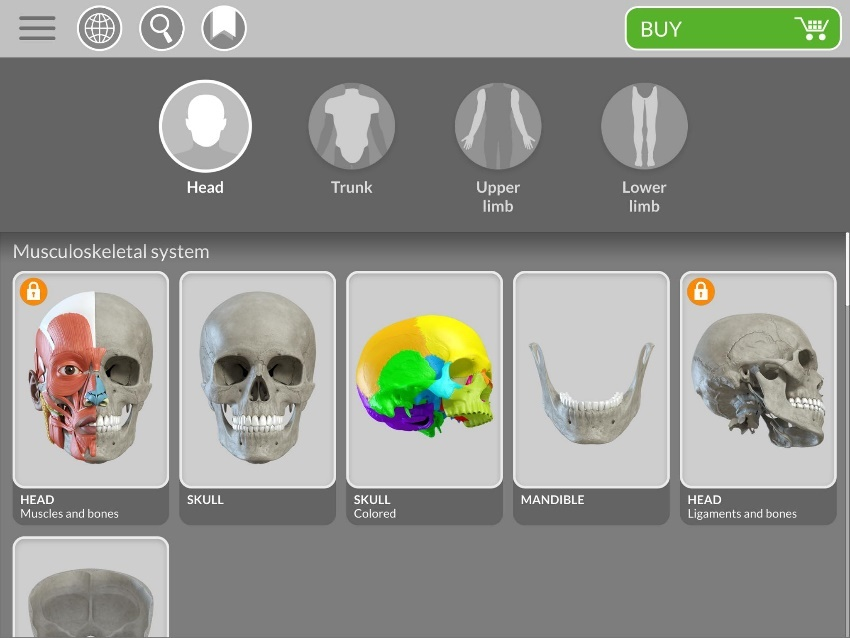 BUY
Head
Trunk
Upper
limb
Lower
limb
Musculoskeletal system
HEAD
Muscles and bones
SKULL
SKULL
Colored
MANDIBLE
HEAD
Ligaments and bones